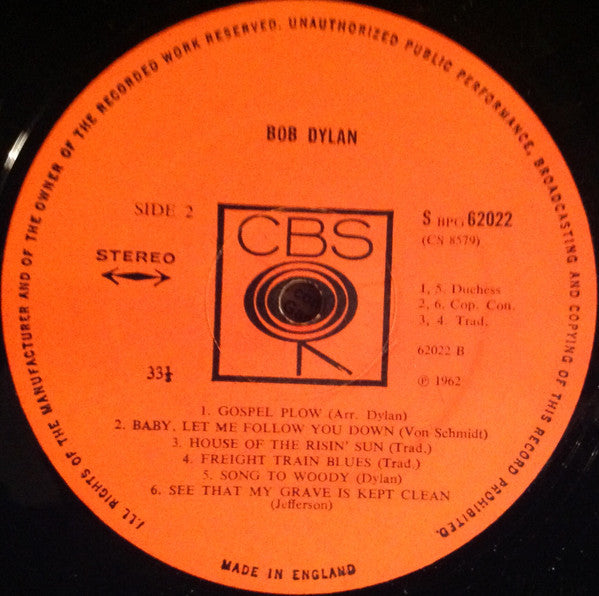 ALL RIGHTS OF THE MANUFACTURER AND OF THE OWNER OF THE RECORDED WORK RESERVED. UNAUTHORIZED PUBLIC PERFORMANCE, BROADCASTING AND COPYING OF THIS RECORD PROHIBITED.
BOB DYLAN
SIDE 2
CBS
S BPG 62022
(CS 8579)
STEREO
1, 5. Duchess
2, 6. Cop. Con.
3, 4. Trad.
62022 B
33⅓
℗ 1962
1. GOSPEL PLOW (Arr. Dylan)
2. BABY, LET ME FOLLOW YOU DOWN (Von Schmidt)
3. HOUSE OF THE RISIN' SUN (Trad.)
4. FREIGHT TRAIN BLUES (Trad.)
5. SONG TO WOODY (Dylan)
6. SEE THAT MY GRAVE IS KEPT CLEAN
(Jefferson)
MADE IN ENGLAND